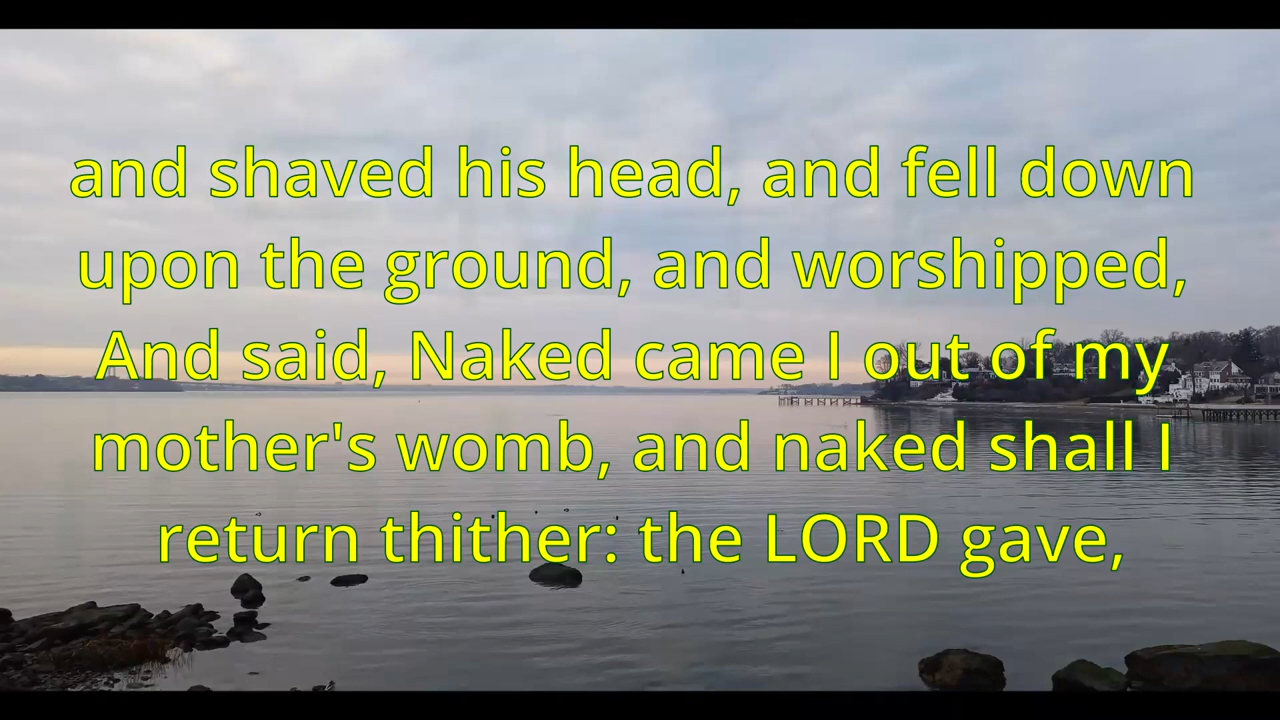 and shaved his head, and fell down
upon the ground, and worshipped,
And said, Naked came I out of my
mother's womb, and naked shall I
return thither: the LORD gave,